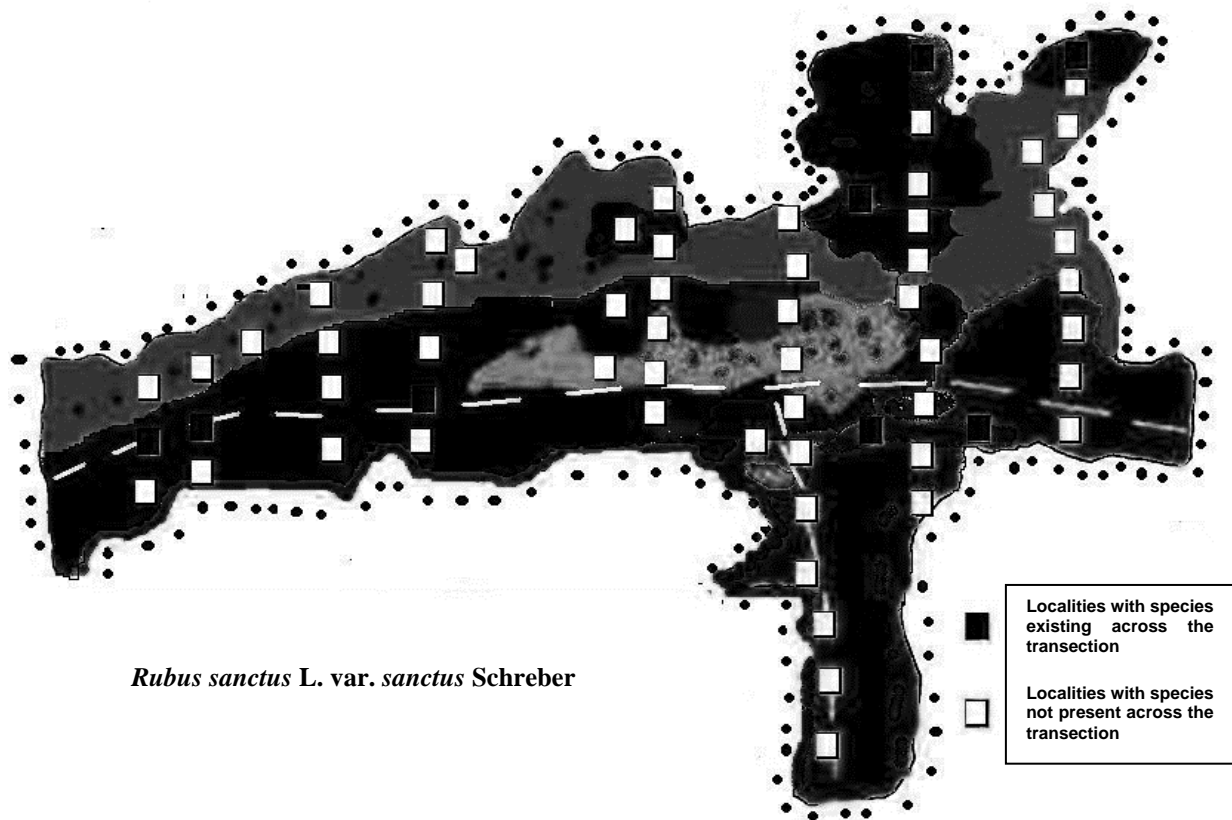 Localities with species
existing across the
transection
Rubus sanctus L. var. sanctus Schreber
Localities with species
not present across the
transection